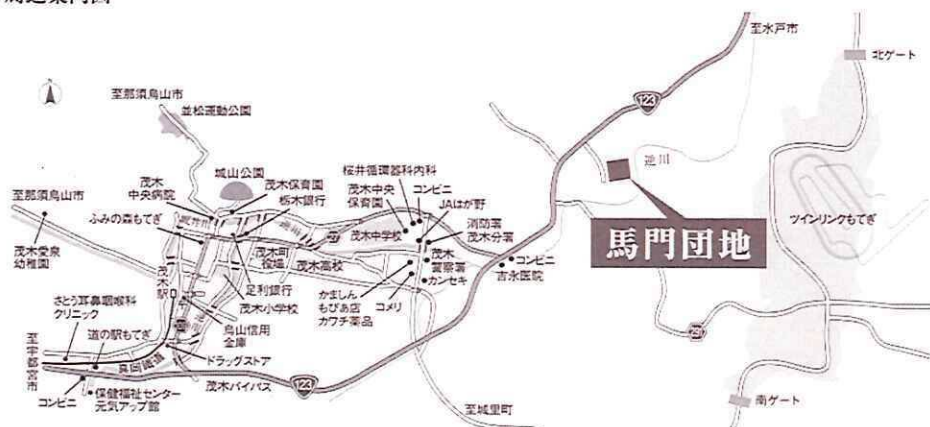 周辺案内図
至水戸市
北ゲート
至那須烏山市
並松運動公園
123
逆川
城山公園
桜井循環器科内科
茂木
中央病院
茂木保育園
栃木銀行
茂木中央
保育園
コンビニ
JAはが野
消防署
茂木分署
至那須烏山市
ふみの森もてぎ
茂木中学校
ツインリンクもてぎ
馬門団地
茂木愛泉
幼稚園
茂木町
役場
茂木高校
茂木
警察署
カンセキ
コンビニ
吉永医院
茂木駅
足利銀行
茂木小学校
かましん
もぴあ店
カワチ薬品
コメリ
さとう耳鼻咽喉科
クリニック
烏山信用
金庫
道の駅もてぎ
至宇都宮市
真岡鐵道
ドラッグストア
123
茂木バイパス
コンビニ
保健福祉センター
元気アップ館
至城里町
南ゲート